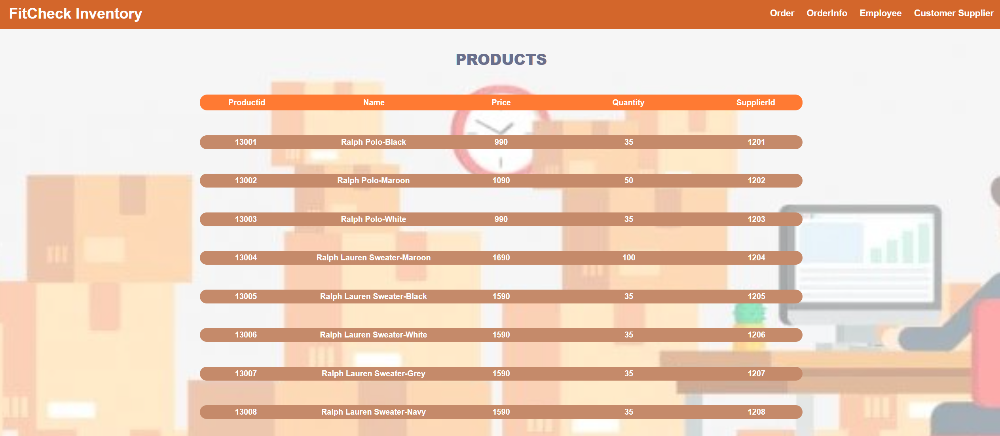 FitCheck Inventory Order OrderInfo Employee Customer Supplier
PRODUCTS
Productid Name Price Quantity SupplierId
13001 Ralph Polo-Black 990 35 1201
13002 Ralph Polo-Maroon 1090 50 1202
13003 Ralph Polo-White 990 35 1203
13004 Ralph Lauren Sweater-Maroon 1690 100 1204
13005 Ralph Lauren Sweater-Black 1590 35 1205
13006 Ralph Lauren Sweater-White 1590 35 1206
13007 Ralph Lauren Sweater-Grey 1590 35 1207
13008 Ralph Lauren Sweater-Navy 1590 35 1208